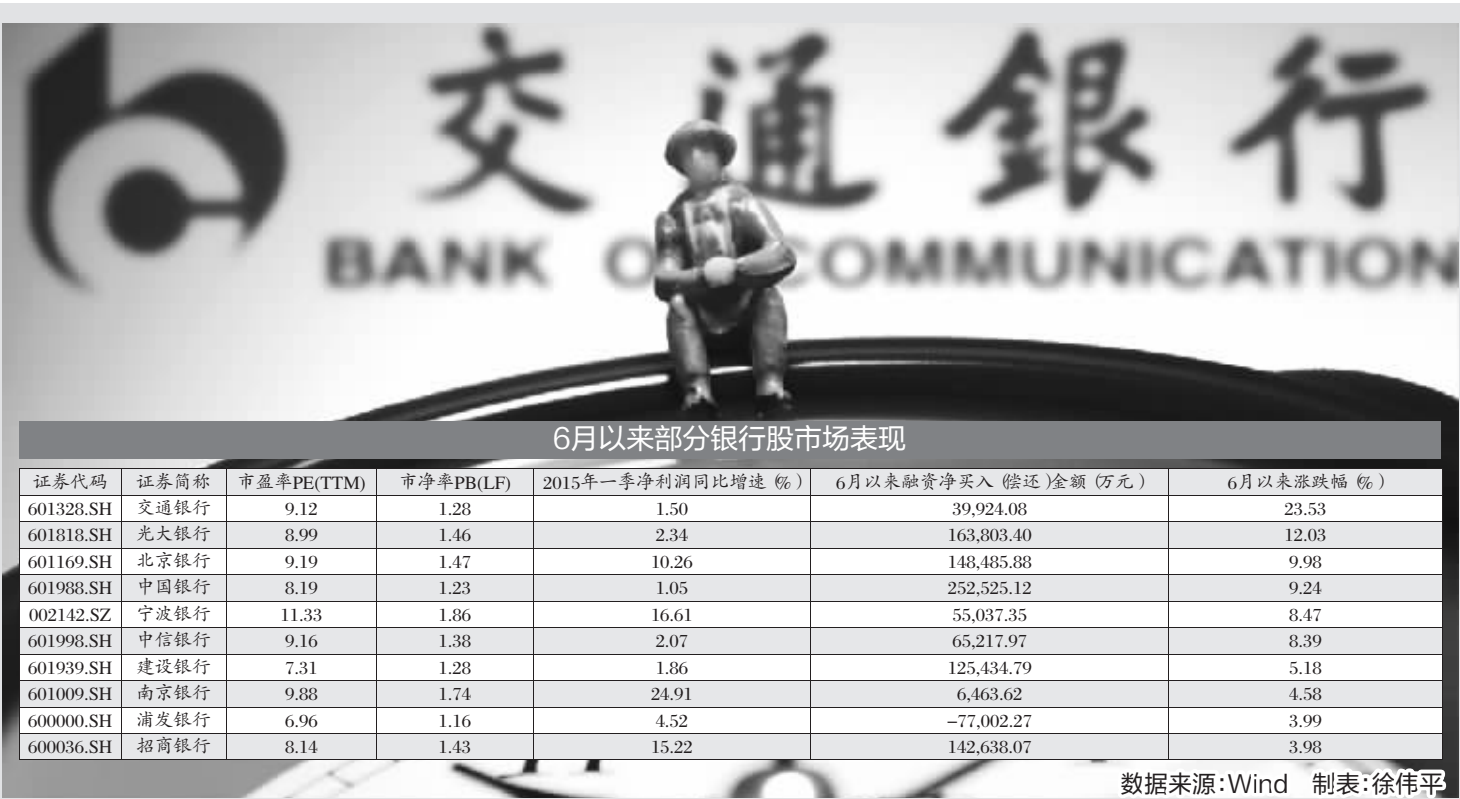 交通銀行
BANK OF COMMUNICATION
6月以来部分银行股市场表现
证券代码 证券简称 市盈率PE(TTM) 市净率PB(LF) 2015年一季净利润同比增速(%) 6月以来融资净买入(偿还)金额(万元) 6月以来涨跌幅(%)
601328.SH 交通银行 9.12 1.28 1.50 39,924.08 23.53
601818.SH 光大银行 8.99 1.46 2.34 163,803.40 12.03
601169.SH 北京银行 9.19 1.47 10.26 148,485.88 9.98
601988.SH 中国银行 8.19 1.23 1.05 252,525.12 9.24
002142.SZ 宁波银行 11.33 1.86 16.61 55,037.35 8.47
601998.SH 中信银行 9.16 1.38 2.07 65,217.97 8.39
601939.SH 建设银行 7.31 1.28 1.86 125,434.79 5.18
601009.SH 南京银行 9.88 1.74 24.91 6,463.62 4.58
600000.SH 浦发银行 6.96 1.16 4.52 –77,002.27 3.99
600036.SH 招商银行 8.14 1.43 15.22 142,638.07 3.98
数据来源:Wind 制表:徐伟平